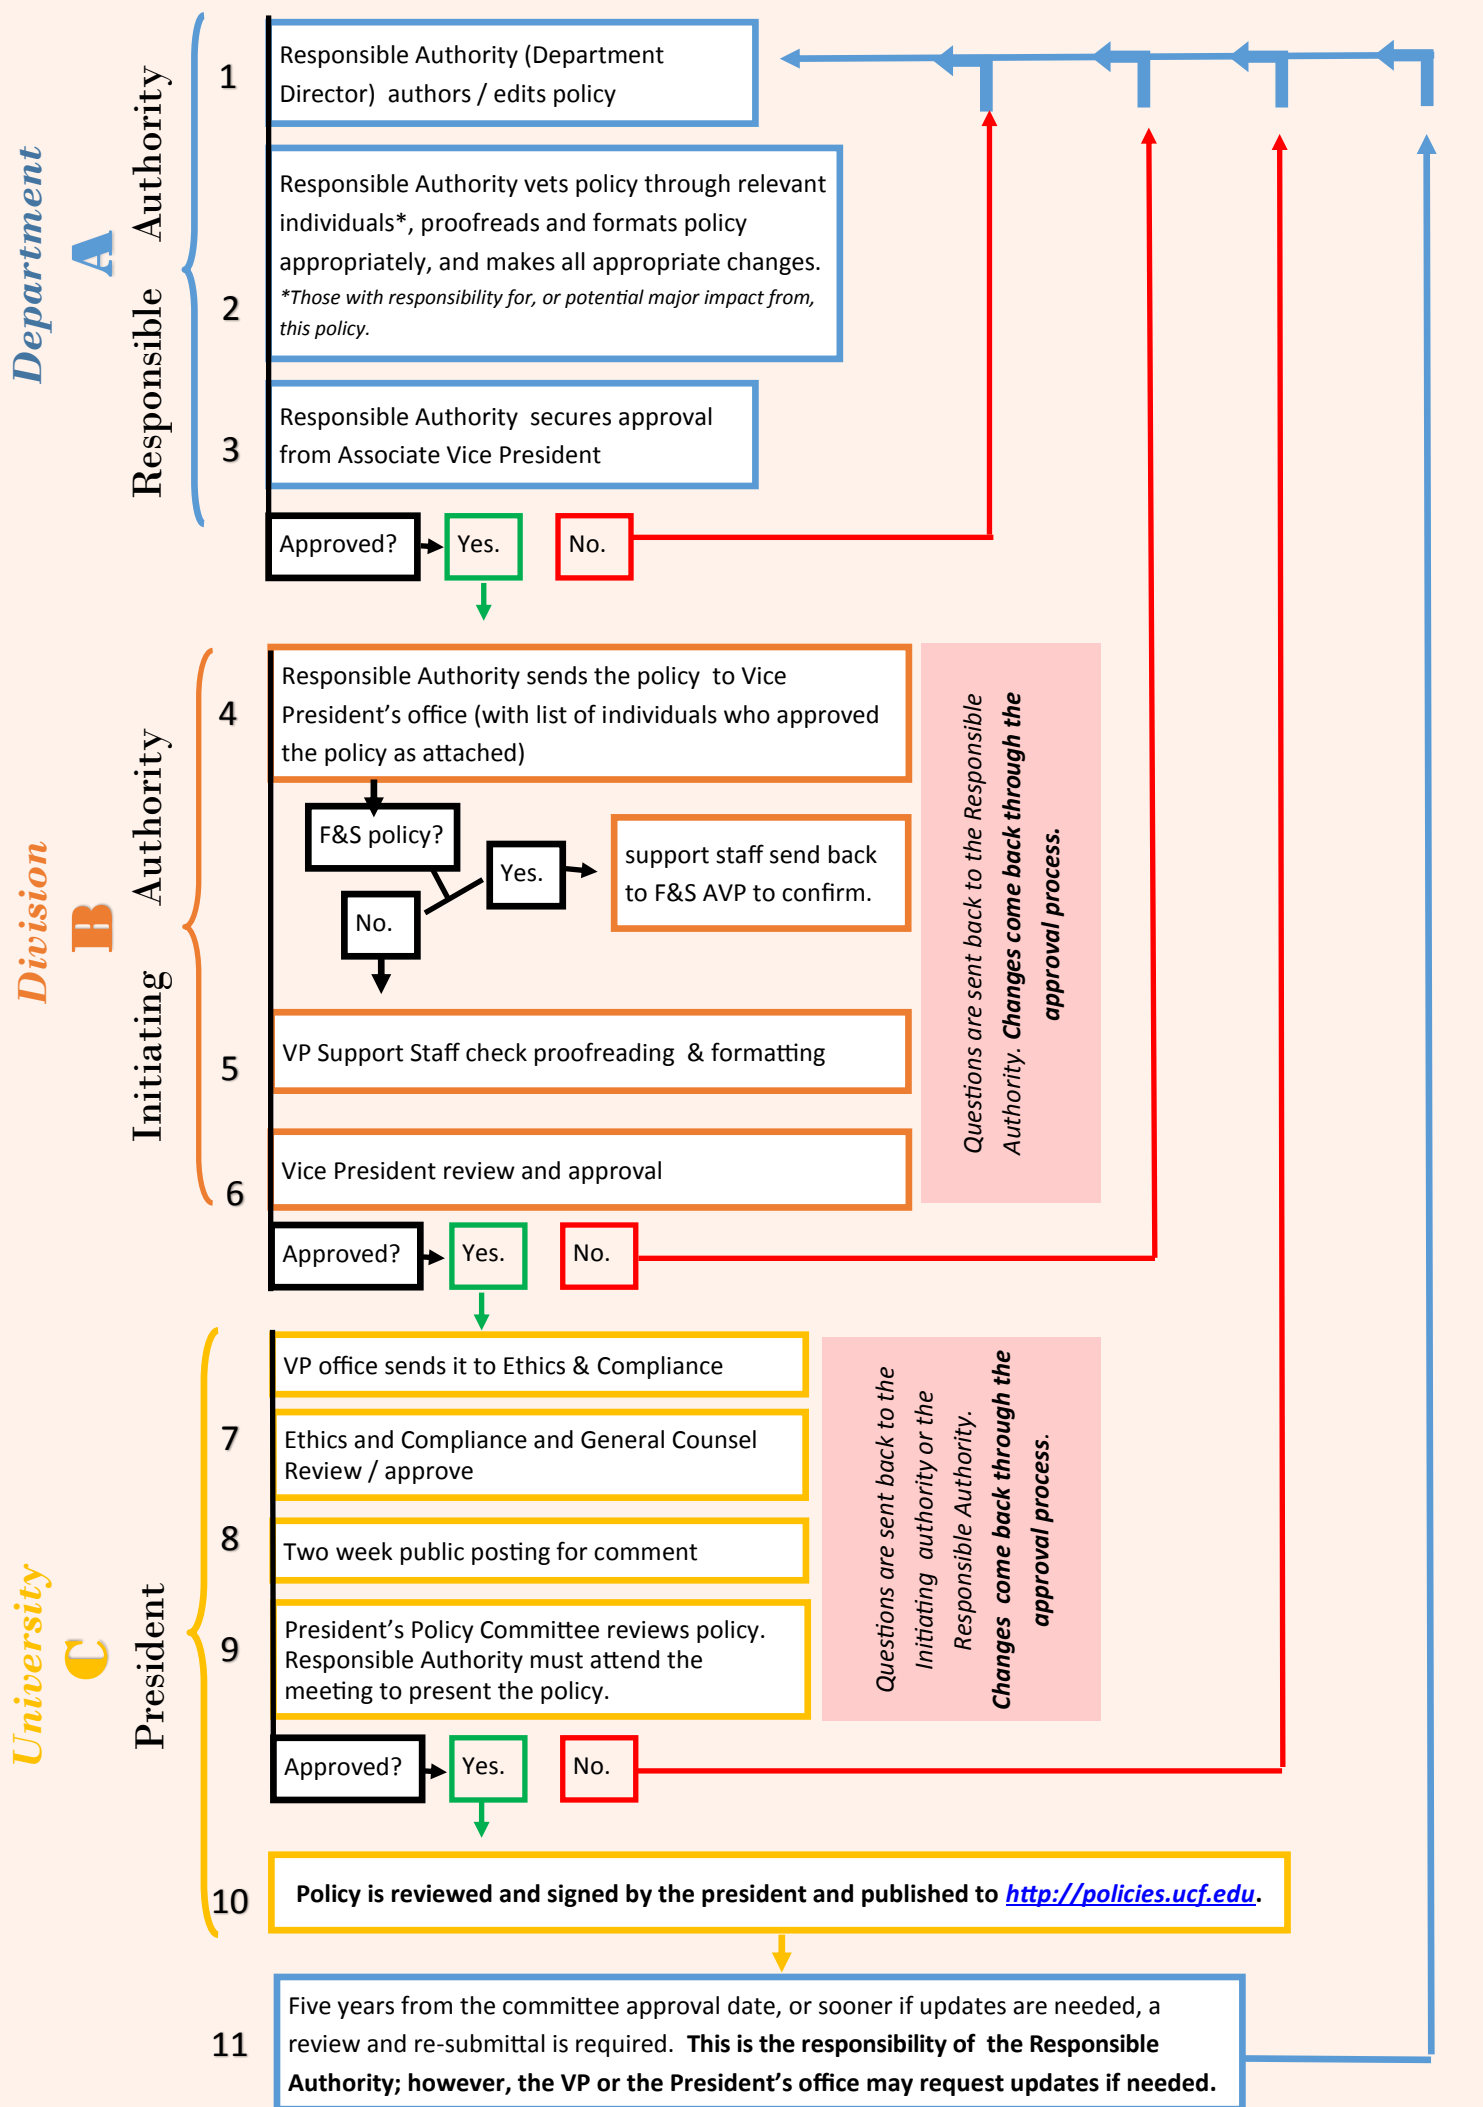 Department
A
Responsible Authority
1
Responsible Authority (Department
Director) authors / edits policy
2
Responsible Authority vets policy through relevant
individuals*, proofreads and formats policy
appropriately, and makes all appropriate changes.
*Those with responsibility for, or potential major impact from,
this policy.
3
Responsible Authority secures approval
from Associate Vice President
Approved?
Yes.
No.
Division
B
Initiating Authority
4
Responsible Authority sends the policy to Vice
President’s office (with list of individuals who approved
the policy as attached)
F&S policy?
Yes.
support staff send back
to F&S AVP to confirm.
No.
5
VP Support Staff check proofreading & formatting
6
Vice President review and approval
Questions are sent back to the Responsible
Authority. Changes come back through the
approval process.
Approved?
Yes.
No.
University
C
President
VP office sends it to Ethics & Compliance
7
Ethics and Compliance and General Counsel
Review / approve
8
Two week public posting for comment
9
President’s Policy Committee reviews policy.
Responsible Authority must attend the
meeting to present the policy.
Questions are sent back to the
Initiating authority or the
Responsible Authority.
Changes come back through the
approval process.
Approved?
Yes.
No.
10
Policy is reviewed and signed by the president and published to http://policies.ucf.edu.
11
Five years from the committee approval date, or sooner if updates are needed, a
review and re-submittal is required. This is the responsibility of the Responsible
Authority; however, the VP or the President’s office may request updates if needed.